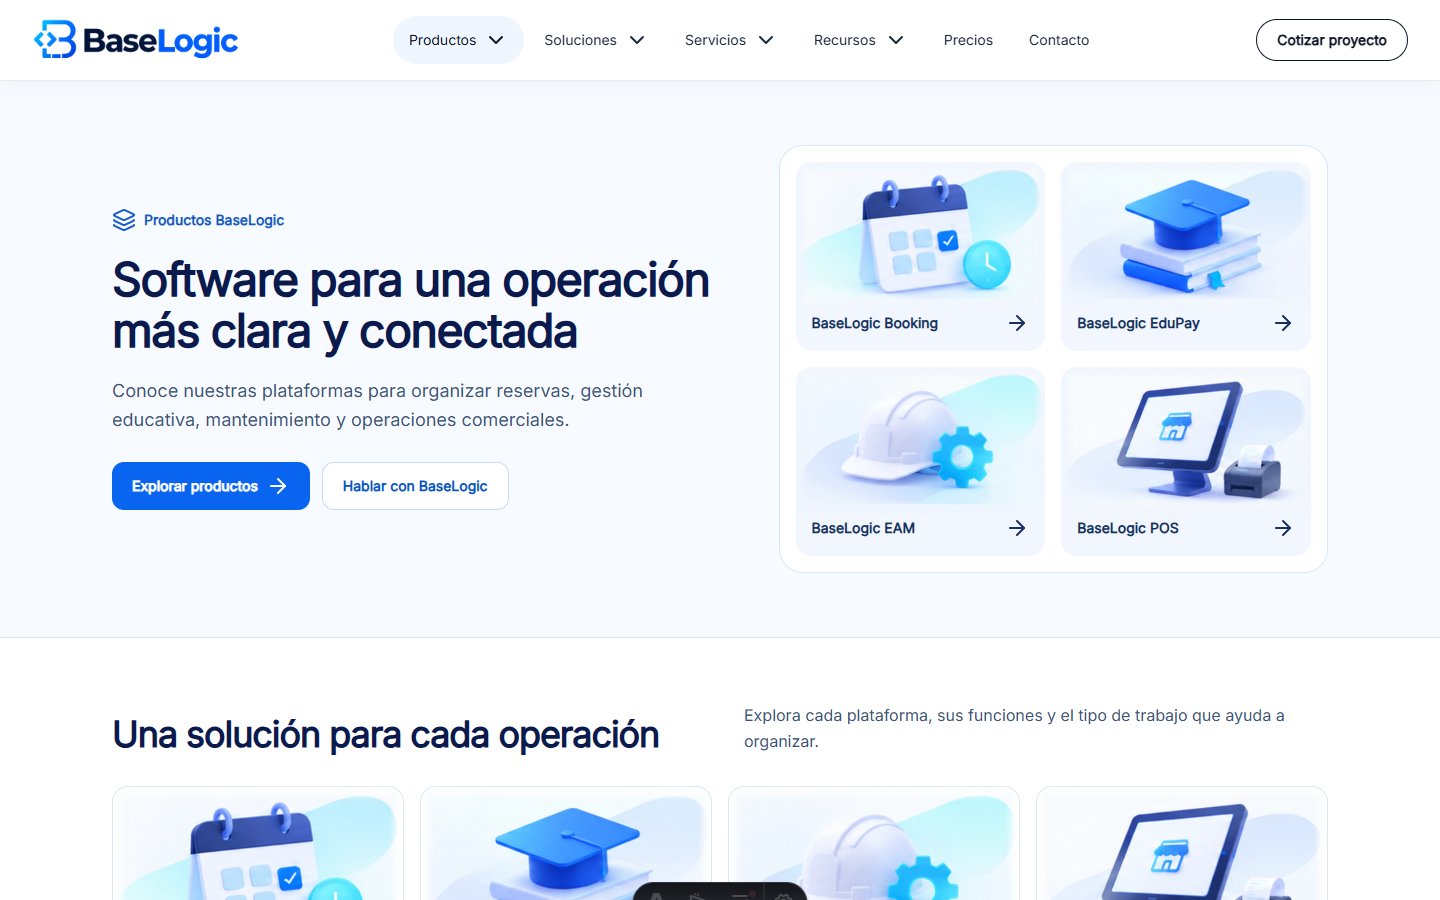 BaseLogic
Productos
Soluciones
Servicios
Recursos
Precios
Contacto
Cotizar proyecto
Productos BaseLogic
Software para una operación
más clara y conectada
Conoce nuestras plataformas para organizar reservas, gestión
educativa, mantenimiento y operaciones comerciales.
Explorar productos
Hablar con BaseLogic
BaseLogic Booking
BaseLogic EduPay
BaseLogic EAM
BaseLogic POS
Una solución para cada operación
Explora cada plataforma, sus funciones y el tipo de trabajo que ayuda a
organizar.